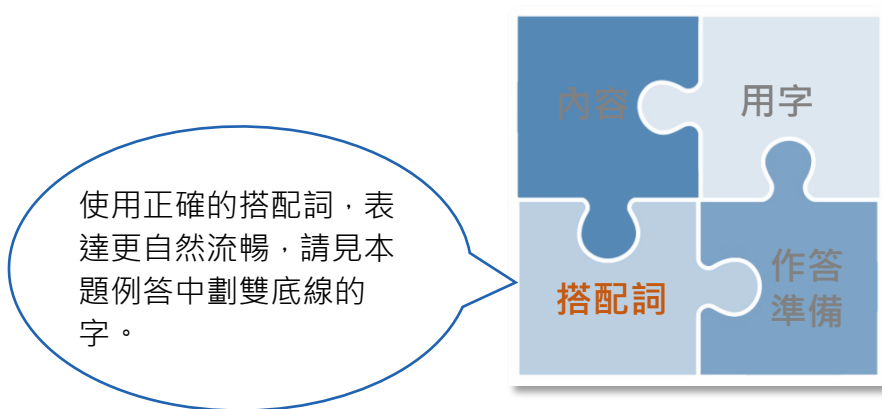 內容
用字
使用正確的搭配詞，表
達更自然流暢，請見本
題例答中劃雙底線的
字。
搭配詞
作答
準備